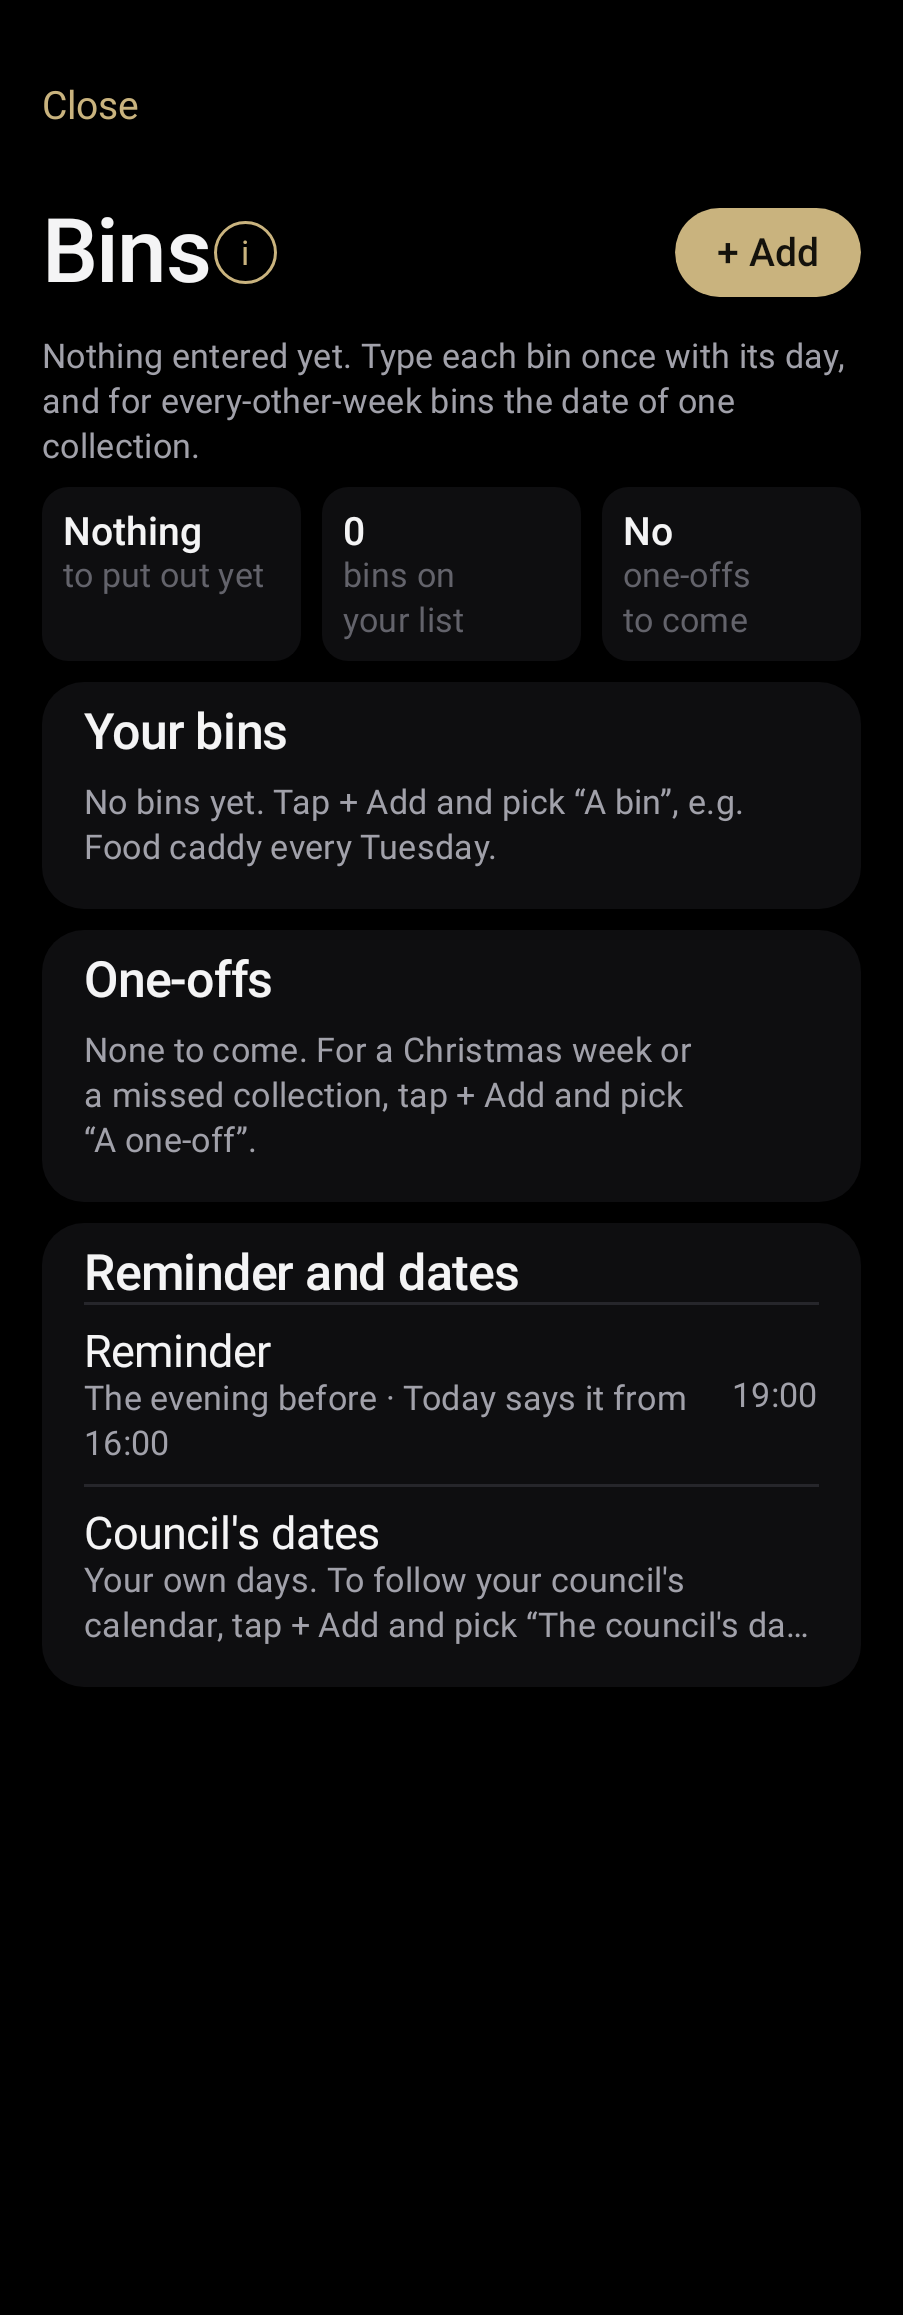 Close
Bins i
+ Add
Nothing entered yet. Type each bin once with its day,
and for every-other-week bins the date of one
collection.
Nothing
to put out yet
0
bins on
your list
No
one-offs
to come
Your bins
No bins yet. Tap + Add and pick “A bin”, e.g.
Food caddy every Tuesday.
One-offs
None to come. For a Christmas week or
a missed collection, tap + Add and pick
“A one-off”.
Reminder and dates
Reminder
The evening before · Today says it from
16:00
19:00
Council's dates
Your own days. To follow your council's
calendar, tap + Add and pick “The council's da…